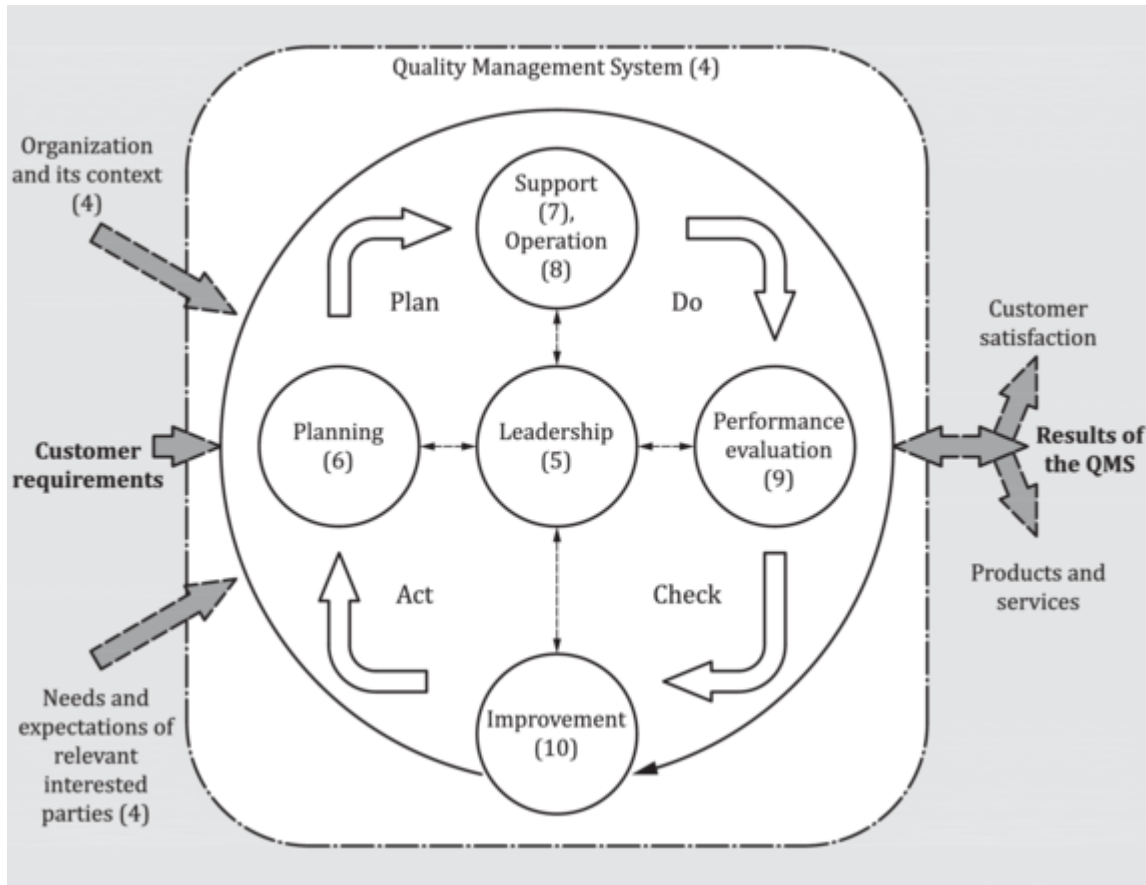 Quality Management System (4)
Organization
and its context
(4)
Support
(7),
Operation
(8)
Plan
Do
Customer
satisfaction
Customer
requirements
Planning
(6)
Leadership
(5)
Performance
evaluation
(9)
Results of
the QMS
Act
Check
Products and
services
Needs and
expectations of
relevant
interested
parties (4)
Improvement
(10)